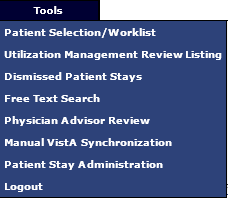 Tools
Patient Selection/Worklist
Utilization Management Review Listing
Dismissed Patient Stays
Free Text Search
Physician Advisor Review
Manual VistA Synchronization
Patient Stay Administration
Logout